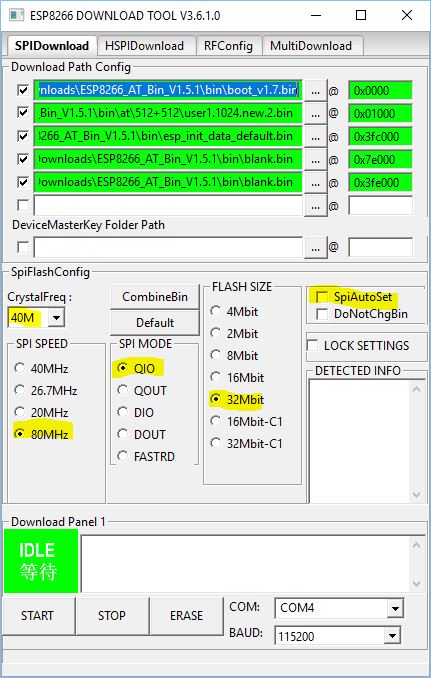 ESP8266 DOWNLOAD TOOL V3.6.1.0
SPIDownload HSPIDownload RFConfig MultiDownload
Download Path Config
nloads\ESP8266_AT_Bin_V1.5.1\bin\boot_v1.7.bin ... @ 0x0000
Bin_V1.5.1\bin\at\512+512\user1.1024.new.2.bin ... @ 0x01000
8266_AT_Bin_V1.5.1\bin\esp_init_data_default.bin ... @ 0x3fc000
Downloads\ESP8266_AT_Bin_V1.5.1\bin\blank.bin ... @ 0x7e000
Downloads\ESP8266_AT_Bin_V1.5.1\bin\blank.bin ... @ 0x3fe000
... @
DeviceMasterKey Folder Path
... @
SpiFlashConfig
CrystalFreq :
40M
CombineBin
Default
SPI SPEED
40MHz
26.7MHz
20MHz
80MHz
SPI MODE
QIO
QOUT
DIO
DOUT
FASTRD
FLASH SIZE
4Mbit
2Mbit
8Mbit
16Mbit
32Mbit
16Mbit-C1
32Mbit-C1
SpiAutoSet
DoNotChgBin
LOCK SETTINGS
DETECTED INFO
Download Panel 1
IDLE
等待
START STOP ERASE
COM: COM4
BAUD: 115200